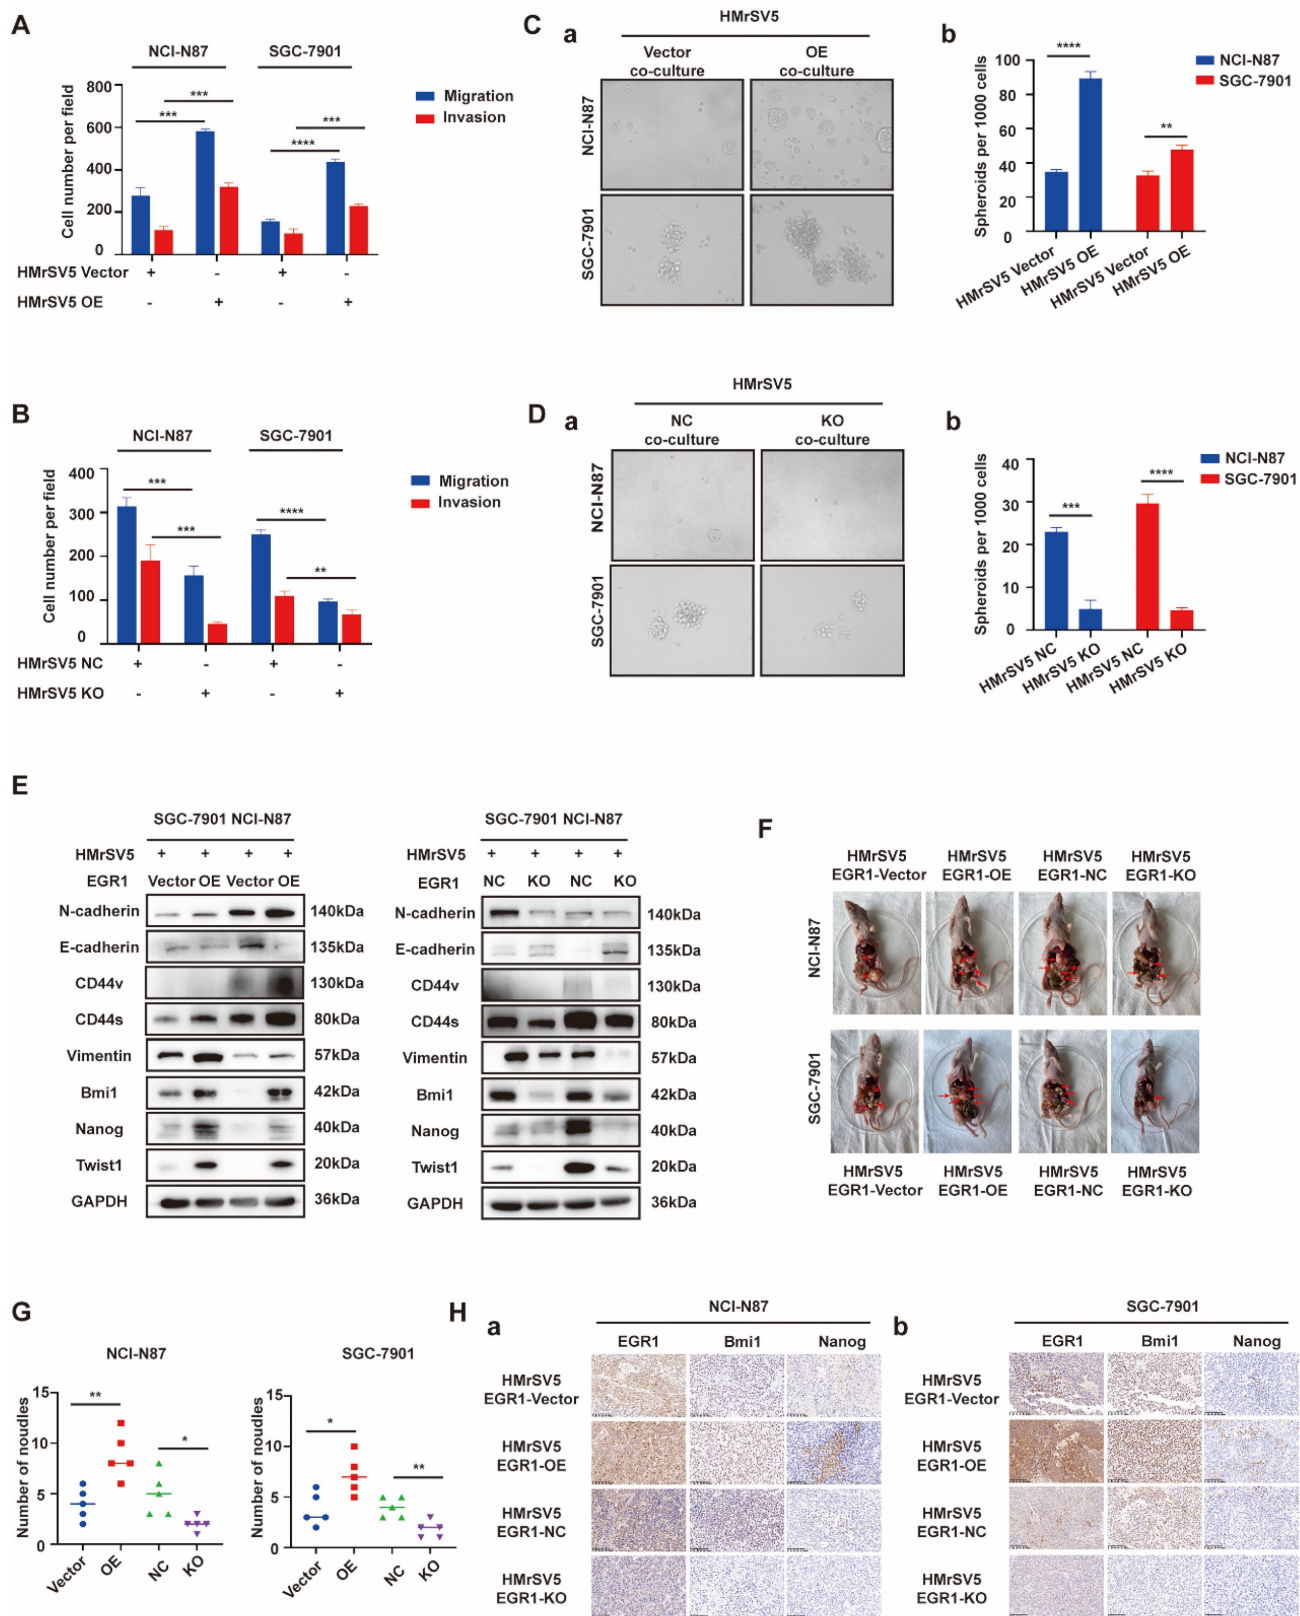 A
NCI-N87 SGC-7901
800
600
400
200
0
Cell number per field
*** *** *** ****
Migration
Invasion
HMrSV5 Vector + - + -
HMrSV5 OE - + - +
C
a
HMrSV5
Vector co-culture
OE co-culture
NCI-N87
SGC-7901
b
100
80
60
40
20
0
Spheroids per 1000 cells
**** **
NCI-N87
SGC-7901
HMrSV5 Vector
HMrSV5 OE
HMrSV5 Vector
HMrSV5 OE
B
NCI-N87 SGC-7901
400
300
200
100
0
Cell number per field
*** *** **** **
Migration
Invasion
HMrSV5 NC + - + -
HMrSV5 KO - + - +
D
a
HMrSV5
NC co-culture
KO co-culture
NCI-N87
SGC-7901
b
40
30
20
10
0
Spheroids per 1000 cells
*** ****
NCI-N87
SGC-7901
HMrSV5 NC
HMrSV5 KO
HMrSV5 NC
HMrSV5 KO
E
SGC-7901 NCI-N87
HMrSV5 + + + +
EGR1 Vector OE Vector OE
N-cadherin 140kDa
E-cadherin 135kDa
CD44v 130kDa
CD44s 80kDa
Vimentin 57kDa
Bmi1 42kDa
Nanog 40kDa
Twist1 20kDa
GAPDH 36kDa
SGC-7901 NCI-N87
HMrSV5 + + + +
EGR1 NC KO NC KO
N-cadherin 140kDa
E-cadherin 135kDa
CD44v 130kDa
CD44s 80kDa
Vimentin 57kDa
Bmi1 42kDa
Nanog 40kDa
Twist1 20kDa
GAPDH 36kDa
F
HMrSV5 HMrSV5 HMrSV5 HMrSV5
EGR1-Vector EGR1-OE EGR1-NC EGR1-KO
NCI-N87
SGC-7901
HMrSV5 HMrSV5 HMrSV5 HMrSV5
EGR1-Vector EGR1-OE EGR1-NC EGR1-KO
G
NCI-N87
15
10
5
0
Number of noudles
** *
Vector OE NC KO
SGC-7901
15
10
5
0
Number of noudles
* **
Vector OE NC KO
H
a
NCI-N87
EGR1 Bmi1 Nanog
HMrSV5
EGR1-Vector
HMrSV5
EGR1-OE
HMrSV5
EGR1-NC
HMrSV5
EGR1-KO
b
SGC-7901
EGR1 Bmi1 Nanog
HMrSV5
EGR1-Vector
HMrSV5
EGR1-OE
HMrSV5
EGR1-NC
HMrSV5
EGR1-KO